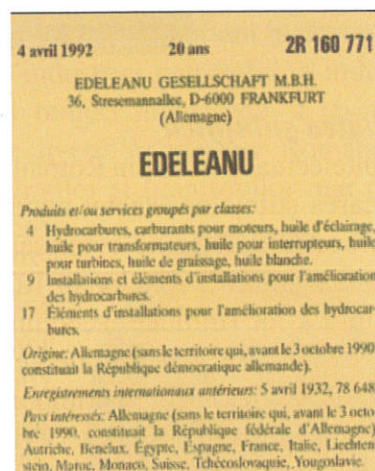 4 avril 1992 20 ans 2R 160 771
EDELEANU GESELLSCHAFT M.B.H.
36, Stresemannallee, D-6000 FRANKFURT
(Allemagne)
EDELEANU
Produits et/ou services groupés par classes:
4 Hydrocarbures, carburants pour moteurs, huile d'éclairage,
huile pour transformateurs, huile pour interrupteurs, huile
pour turbines, huile de graissage, huile blanche.
9 Installations et éléments d'installations pour l'amélioration
des hydrocarbures.
17 Éléments d'installations pour l'amélioration des hydrocar-
bures.
Origine: Allemagne (sans le territoire qui, avant le 3 octobre 1990,
constituait la République démocratique allemande).
Enregistrements internationaux antérieurs: 5 avril 1932, 78 648
Pays intéressés: Allemagne (sans le territoire qui, avant le 3 octo-
bre 1990, constituait la République fédérale d'Allemagne)
Autriche, Benelux, Égypte, Espagne, France, Italie, Liechten-
stein, Maroc, Monaco, Suisse, Tchécoslovaquie, Yougoslavie.